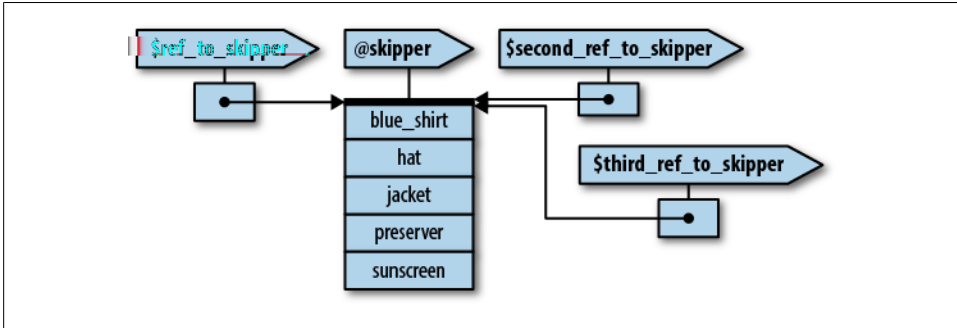 $ref_to_skipper
@skipper
$second_ref_to_skipper
blue_shirt
hat
jacket
preserver
sunscreen
$third_ref_to_skipper